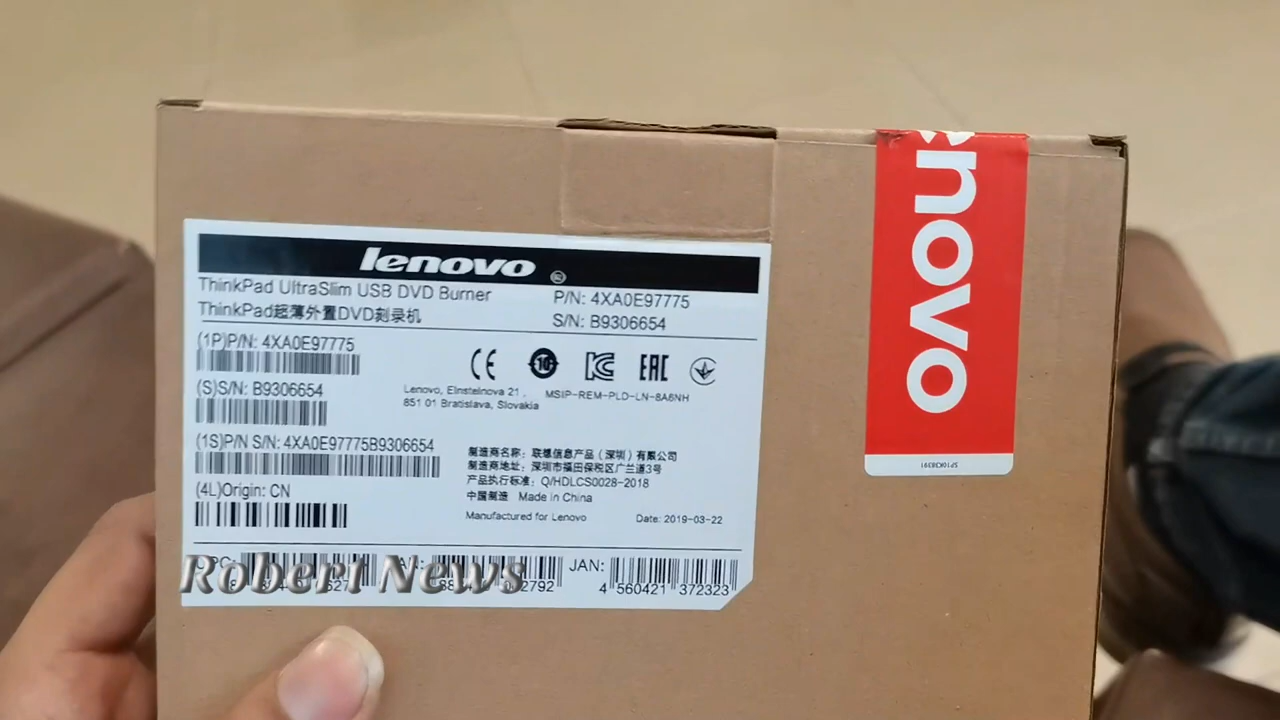 lenovo
ThinkPad UltraSlim USB DVD Burner
ThinkPad超薄外置DVD刻录机
P/N: 4XA0E97775
S/N: B9306654
(1P)P/N: 4XA0E97775
(S)S/N: B9306654
(1S)P/N S/N: 4XA0E97775B9306654
(4L)Origin: CN
CE
10
EAC
Lenovo, Einsteinova 21,
851 01 Bratislava, Slovakia
MSIP-REM-PLD-LN-8A6NH
制造商名称: 联想信息产品(深圳)有限公司
制造商地址: 深圳市福田保税区广兰道3号
产品执行标准: Q/HDLCS0028-2018
中国制造 Made in China
Manufactured for Lenovo
Date: 2019-03-22
JAN:
4 560421 372323
Robert News
enovo
SP10K38391